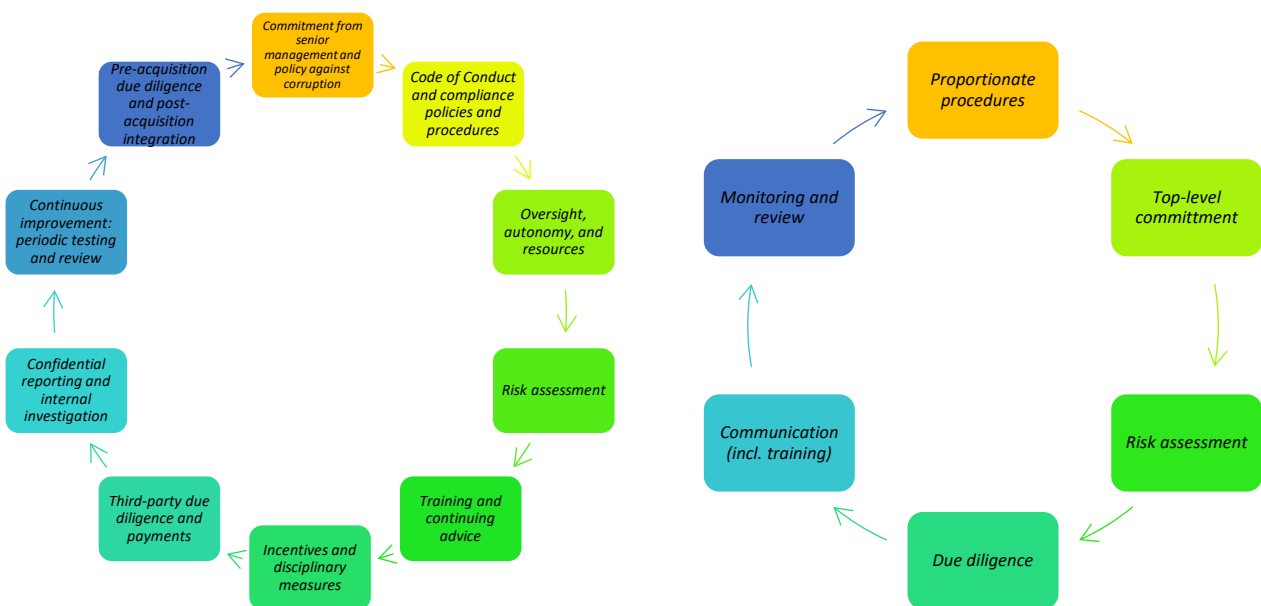 Commitment from
senior
management and
policy against
corruption
Code of Conduct
and compliance
policies and
procedures
Oversight,
autonomy, and
resources
Risk assessment
Training and
continuing
advice
Incentives and
disciplinary
measures
Third-party due
diligence and
payments
Confidential
reporting and
internal
investigation
Continuous
improvement:
periodic testing
and review
Pre-acquisition
due diligence
and post-
acquisition
integration
Proportionate
procedures
Top-level
committment
Risk assessment
Due diligence
Communication
(incl. training)
Monitoring and
review